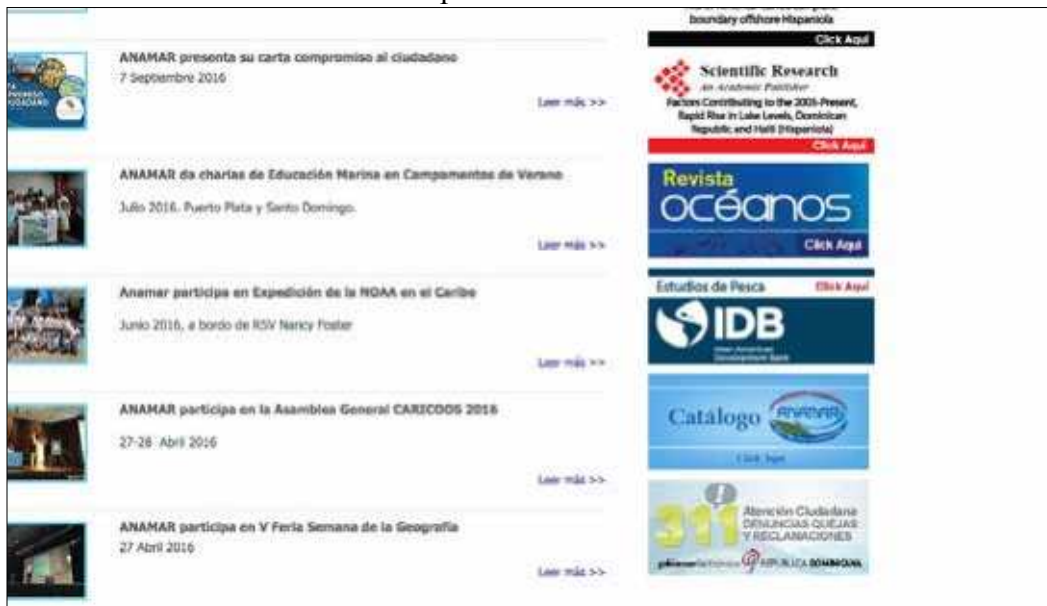 ANAMAR presenta su carta compromiso al ciudadano
7 Septiembre 2016
Leer más >>
ANAMAR da charlas de Educación Marina en Campamentos de Verano
Julio 2016. Puerto Plata y Santo Domingo.
Leer más >>
Anamar participa en Expedición de la NOAA en el Caribe
Junio 2016, a bordo de RSV Nancy Foster
Leer más >>
ANAMAR participa en la Asamblea General CARICOOS 2016
27-28 Abril 2016
Leer más >>
ANAMAR participa en V Feria Semana de la Geografía
27 Abril 2016
Leer más >>
boundary offshore Hispaniola
Click Aquí
Scientific Research
An Academic Publisher
Factors Contributing to the 2005-Present,
Rapid Rise in Lake Levels, Dominican
Republic and Haiti (Hispaniola)
Click Aquí
Revista
océanos
Click Aquí
Estudios de Pesca
Click Aquí
IDB
Inter-American
Development Bank
Catálogo ANAMAR
Click Aquí
311
Atención Ciudadana
DENUNCIAS QUEJAS
Y RECLAMACIONES
REPÚBLICA DOMINICANA